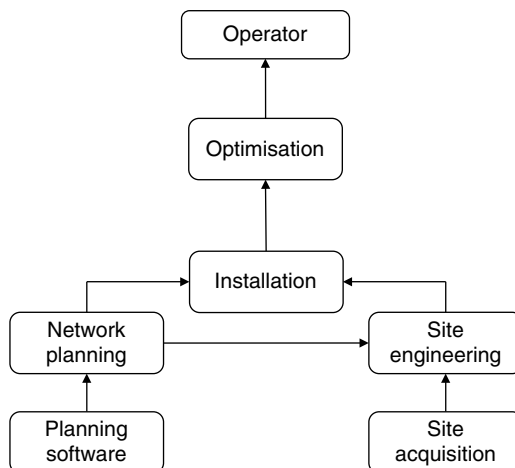 Operator
Optimisation
Installation
Network
planning
Site
engineering
Planning
software
Site
acquisition